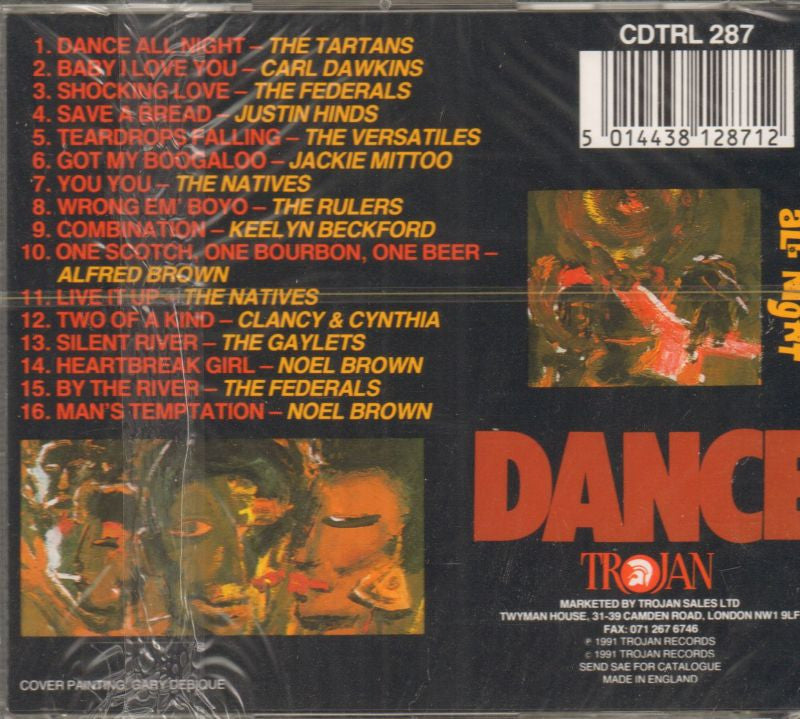 1. DANCE ALL NIGHT – THE TARTANS
2. BABY I LOVE YOU – CARL DAWKINS
3. SHOCKING LOVE – THE FEDERALS
4. SAVE A BREAD – JUSTIN HINDS
5. TEARDROPS FALLING – THE VERSATILES
6. GOT MY BOOGALOO – JACKIE MITTOO
7. YOU YOU – THE NATIVES
8. WRONG EM' BOYO – THE RULERS
9. COMBINATION – KEELYN BECKFORD
10. ONE SCOTCH, ONE BOURBON, ONE BEER –
ALFRED BROWN
11. LIVE IT UP – THE NATIVES
12. TWO OF A KIND – CLANCY & CYNTHIA
13. SILENT RIVER – THE GAYLETS
14. HEARTBREAK GIRL – NOEL BROWN
15. BY THE RIVER – THE FEDERALS
16. MAN'S TEMPTATION – NOEL BROWN
CDTRL 287
5 014438 128712
aLL NigHT
DANCE
TROJAN
MARKETED BY TROJAN SALES LTD
TWYMAN HOUSE, 31-39 CAMDEN ROAD, LONDON NW1 9LF
FAX: 071 267 6746
℗ 1991 TROJAN RECORDS
© 1991 TROJAN RECORDS
SEND SAE FOR CATALOGUE
MADE IN ENGLAND
COVER PAINTING: GARY DEBIQUE